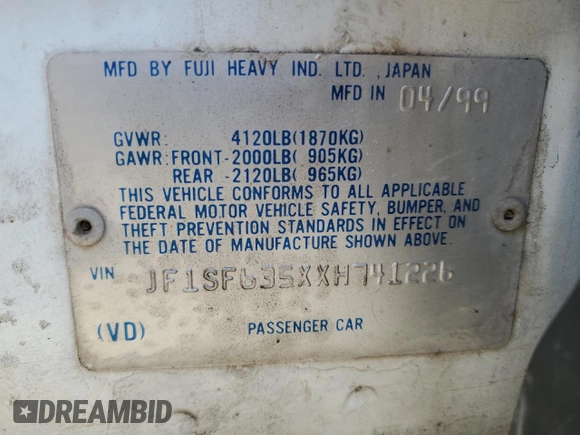 MFD BY FUJI HEAVY IND. LTD., JAPAN
MFD IN 04/99
GVWR: 4120LB(1870KG)
GAWR: FRONT-2000LB( 905KG)
REAR -2120LB( 965KG)
THIS VEHICLE CONFORMS TO ALL APPLICABLE
FEDERAL MOTOR VEHICLE SAFETY, BUMPER, AND
THEFT PREVENTION STANDARDS IN EFFECT ON
THE DATE OF MANUFACTURE SHOWN ABOVE.
VIN JF1SF635XXH741226
(VD) PASSENGER CAR
DREAMBID